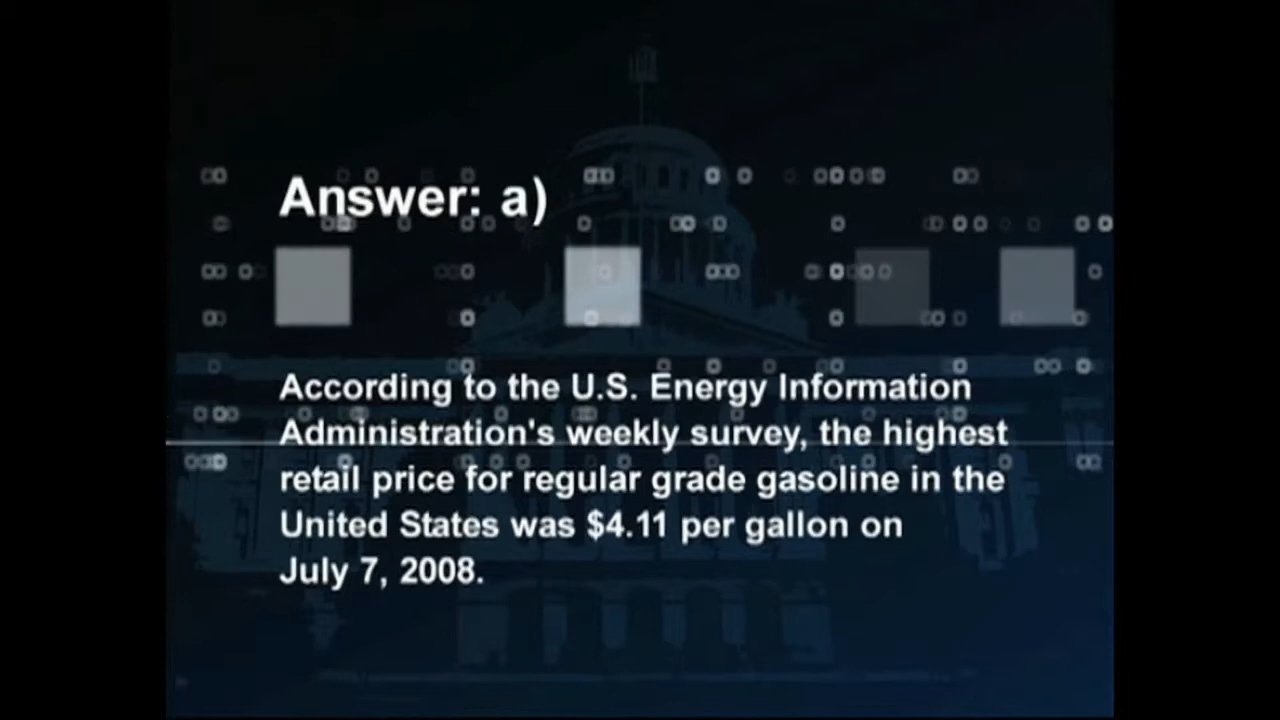 Answer: a)
According to the U.S. Energy Information
Administration's weekly survey, the highest
retail price for regular grade gasoline in the
United States was $4.11 per gallon on
July 7, 2008.